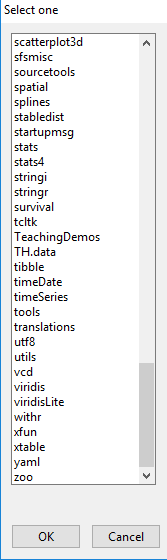 Select one
scatterplot3d
sfsmisc
sourcetools
spatial
splines
stabledist
startupmsg
stats
stats4
stringi
stringr
survival
tcltk
TeachingDemos
TH.data
tibble
timeDate
timeSeries
tools
translations
utf8
utils
vcd
viridis
viridisLite
withr
xfun
xtable
yaml
zoo
OK
Cancel